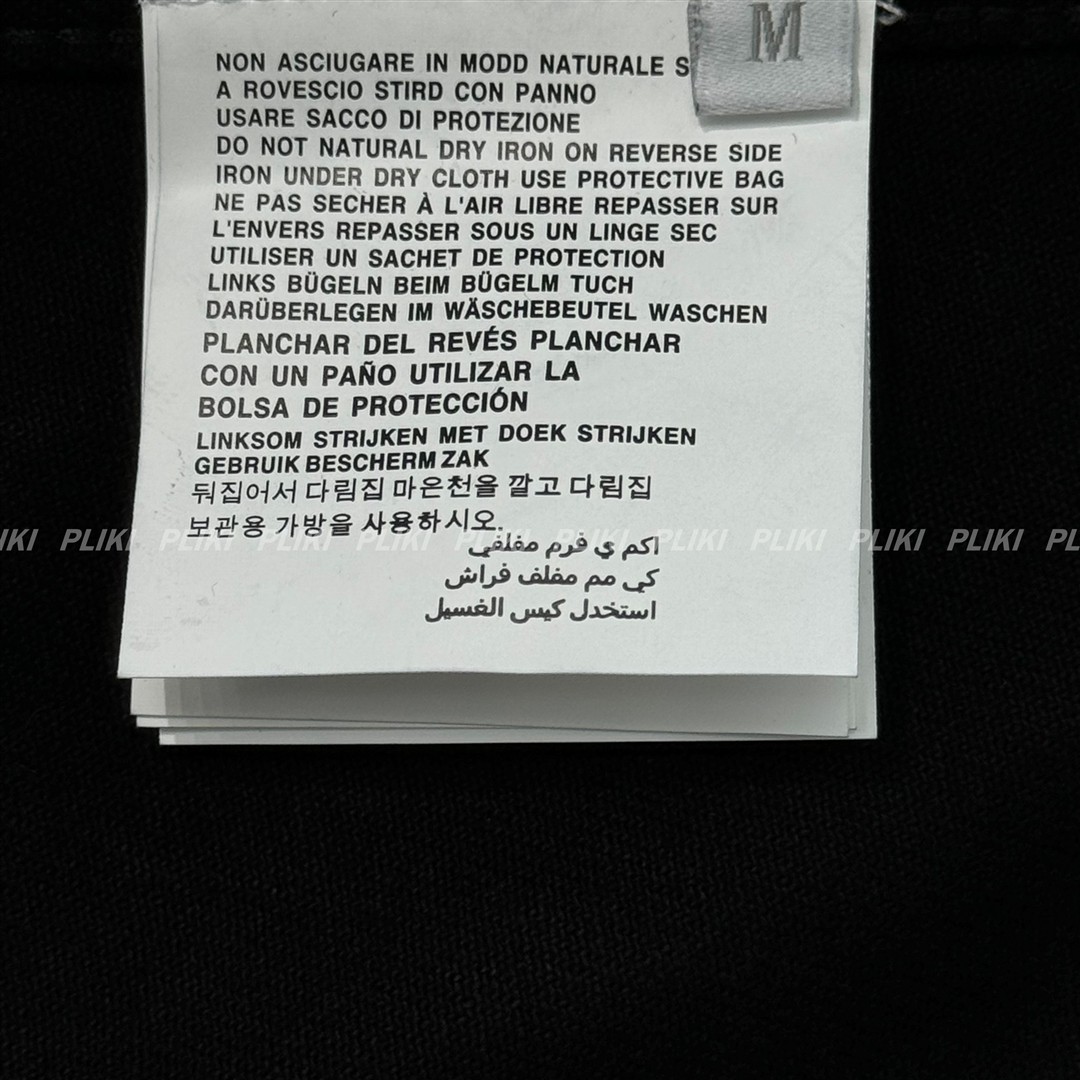 M
NON ASCIUGARE IN MODD NATURALE S
A ROVESCIO STIRD CON PANNO
USARE SACCO DI PROTEZIONE
DO NOT NATURAL DRY IRON ON REVERSE SIDE
IRON UNDER DRY CLOTH USE PROTECTIVE BAG
NE PAS SECHER À L'AIR LIBRE REPASSER SUR
L'ENVERS REPASSER SOUS UN LINGE SEC
UTILISER UN SACHET DE PROTECTION
LINKS BÜGELN BEIM BÜGELM TUCH
DARÜBERLEGEN IM WÄSCHEBEUTEL WASCHEN
PLANCHAR DEL REVÉS PLANCHAR
CON UN PAÑO UTILIZAR LA
BOLSA DE PROTECCIÓN
LINKSOM STRIJKEN MET DOEK STRIJKEN
GEBRUIK BESCHERM ZAK
둬집어서 다림집 마은천을 깔고 다림집
보관용 가방을 사용하시오.
IKI PLIKI PLIKI PLIKI PLIKI PLIKI PLIKI PLIKI PLIKI PLIKI PLIKI PL
اكم ي فرم مفلفي
كي مم مفلف فراش
استخدل كيس الغسيل